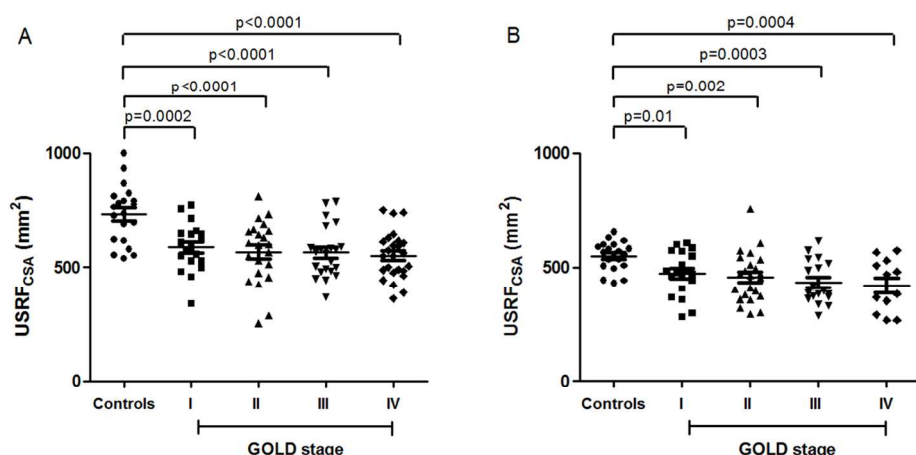 A
p<0.0001
p<0.0001
p<0.0001
p=0.0002
USRFCSA (mm²)
1000
500
0
Controls I II III IV
GOLD stage
B
p=0.0004
p=0.0003
p=0.002
p=0.01
USRFCSA (mm²)
1000
500
0
Controls I II III IV
GOLD stage